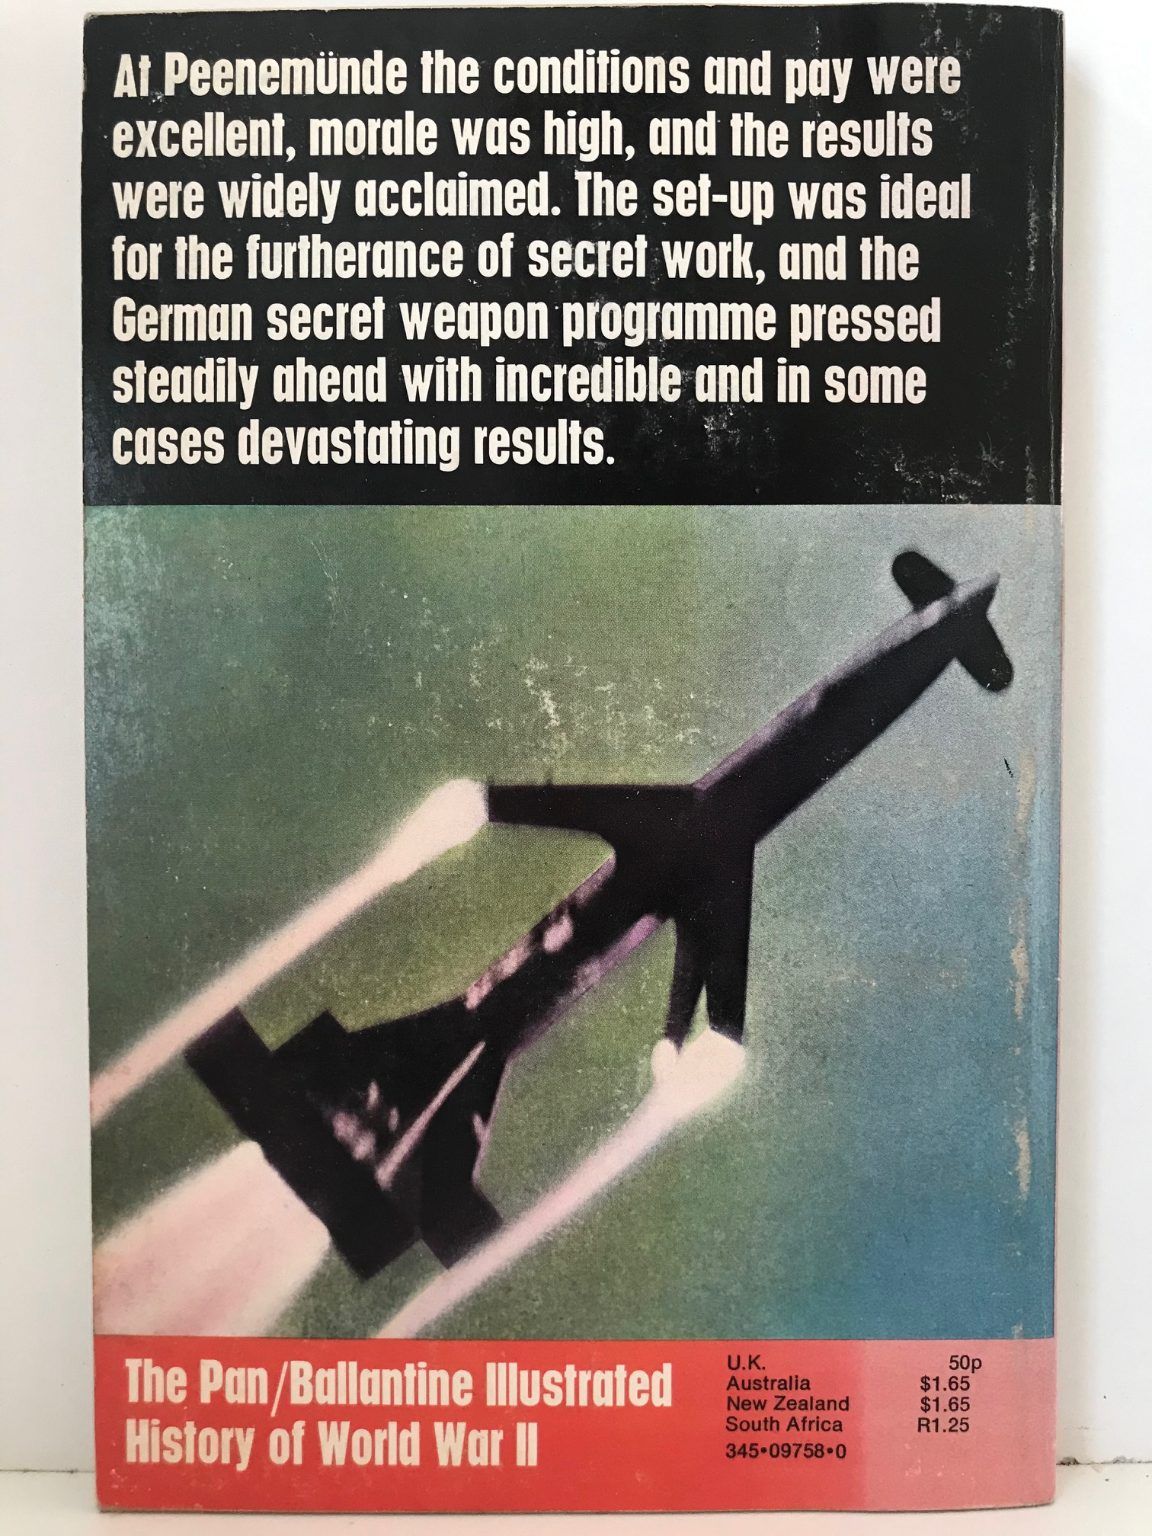 At Peenemünde the conditions and pay were
excellent, morale was high, and the results
were widely acclaimed. The set-up was ideal
for the furtherance of secret work, and the
German secret weapon programme pressed
steadily ahead with incredible and in some
cases devastating results.
The Pan/Ballantine Illustrated
History of World War II
U.K. 50p
Australia $1.65
New Zealand $1.65
South Africa R1.25
345•09758•0